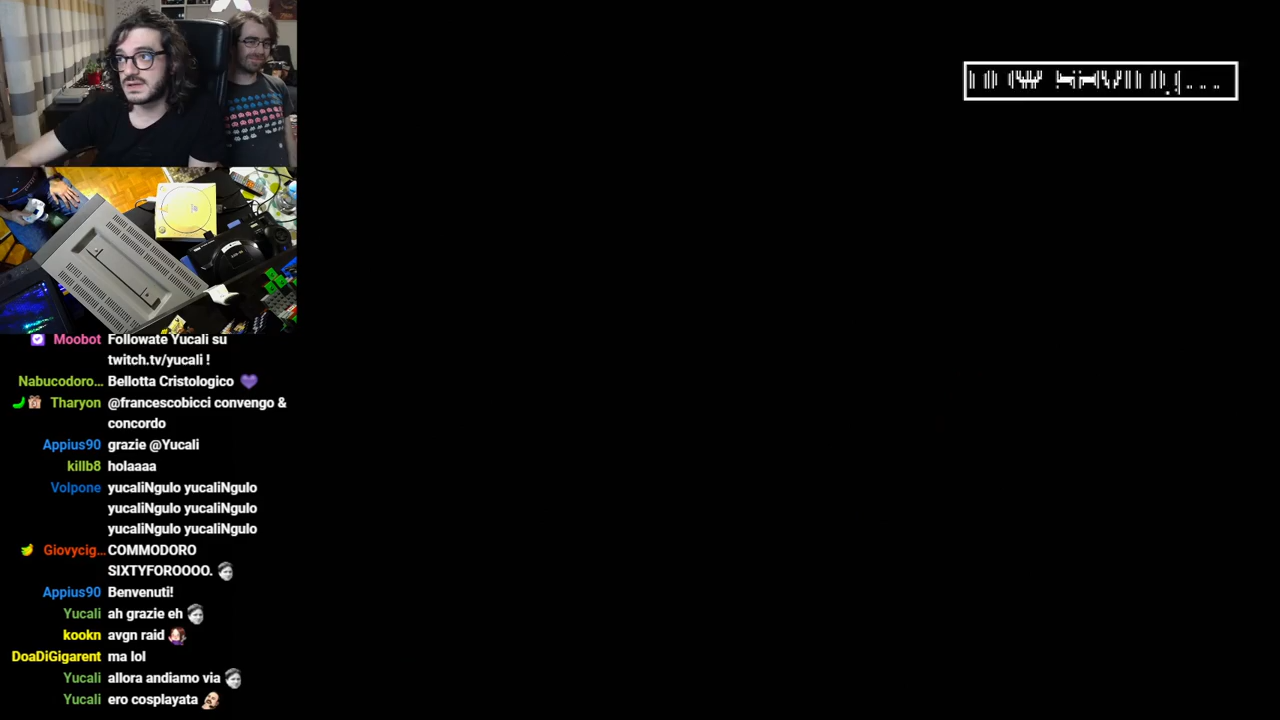 Moobot Followate Yucali su
twitch.tv/yucali !
Nabucodoro... Bellotta Cristologico
Tharyon @francescobicci convengo &
concordo
Appius90 grazie @Yucali
killb8 holaaaa
Volpone yucaliNgulo yucaliNgulo
yucaliNgulo yucaliNgulo
yucaliNgulo yucaliNgulo
Giovycig... COMMODORO
SIXTYFOROOOO.
Appius90 Benvenuti!
Yucali ah grazie eh
kookn avgn raid
DoaDiGigarent ma lol
Yucali allora andiamo via
Yucali ero cosplayata